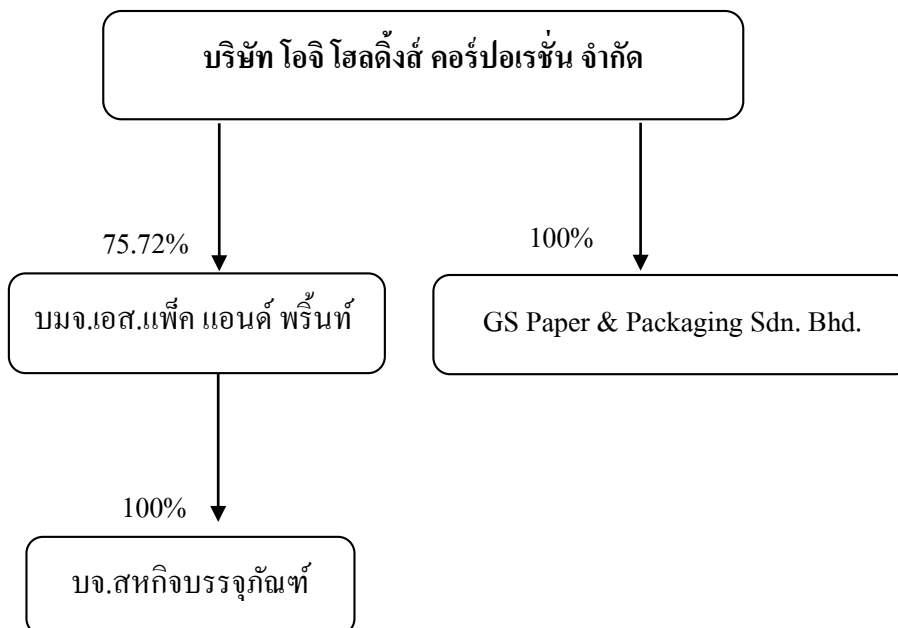 บริษัท โอจิ โฮลดิ้งส์ คอร์ปอเรชั่น จำกัด
75.72%
100%
บมจ.เอส.แพ็ค แอนด์ พริ้นท์
GS Paper & Packaging Sdn. Bhd.
100%
บจ.สหกิจบรรจุภัณฑ์